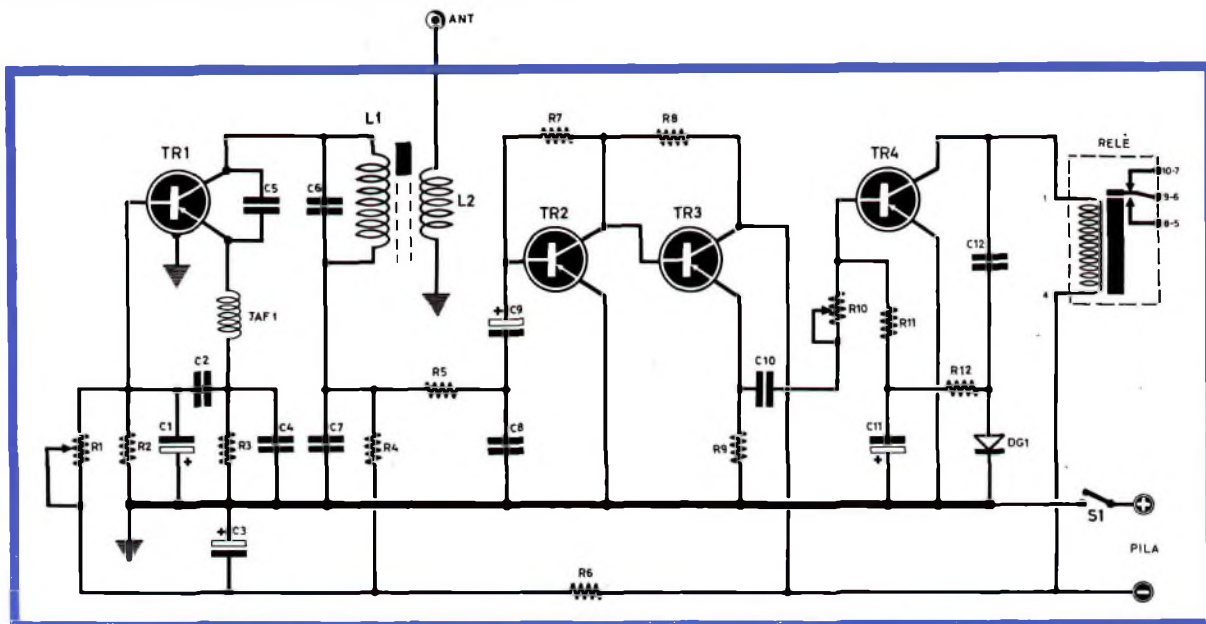 ANT
L1
R7
R8
RELÈ
TR1
TR4
10-7
C5
C6
9-6
L2
1
TR2
TR3
8-5
C12
JAF 1
C9
R10
R11
4
C2
R5
C10
R12
R1
R2
C1
+
R3
C4
C7
R4
C8
R9
C11
+
DG1
+
C3
S1
+
PILA
R6
-